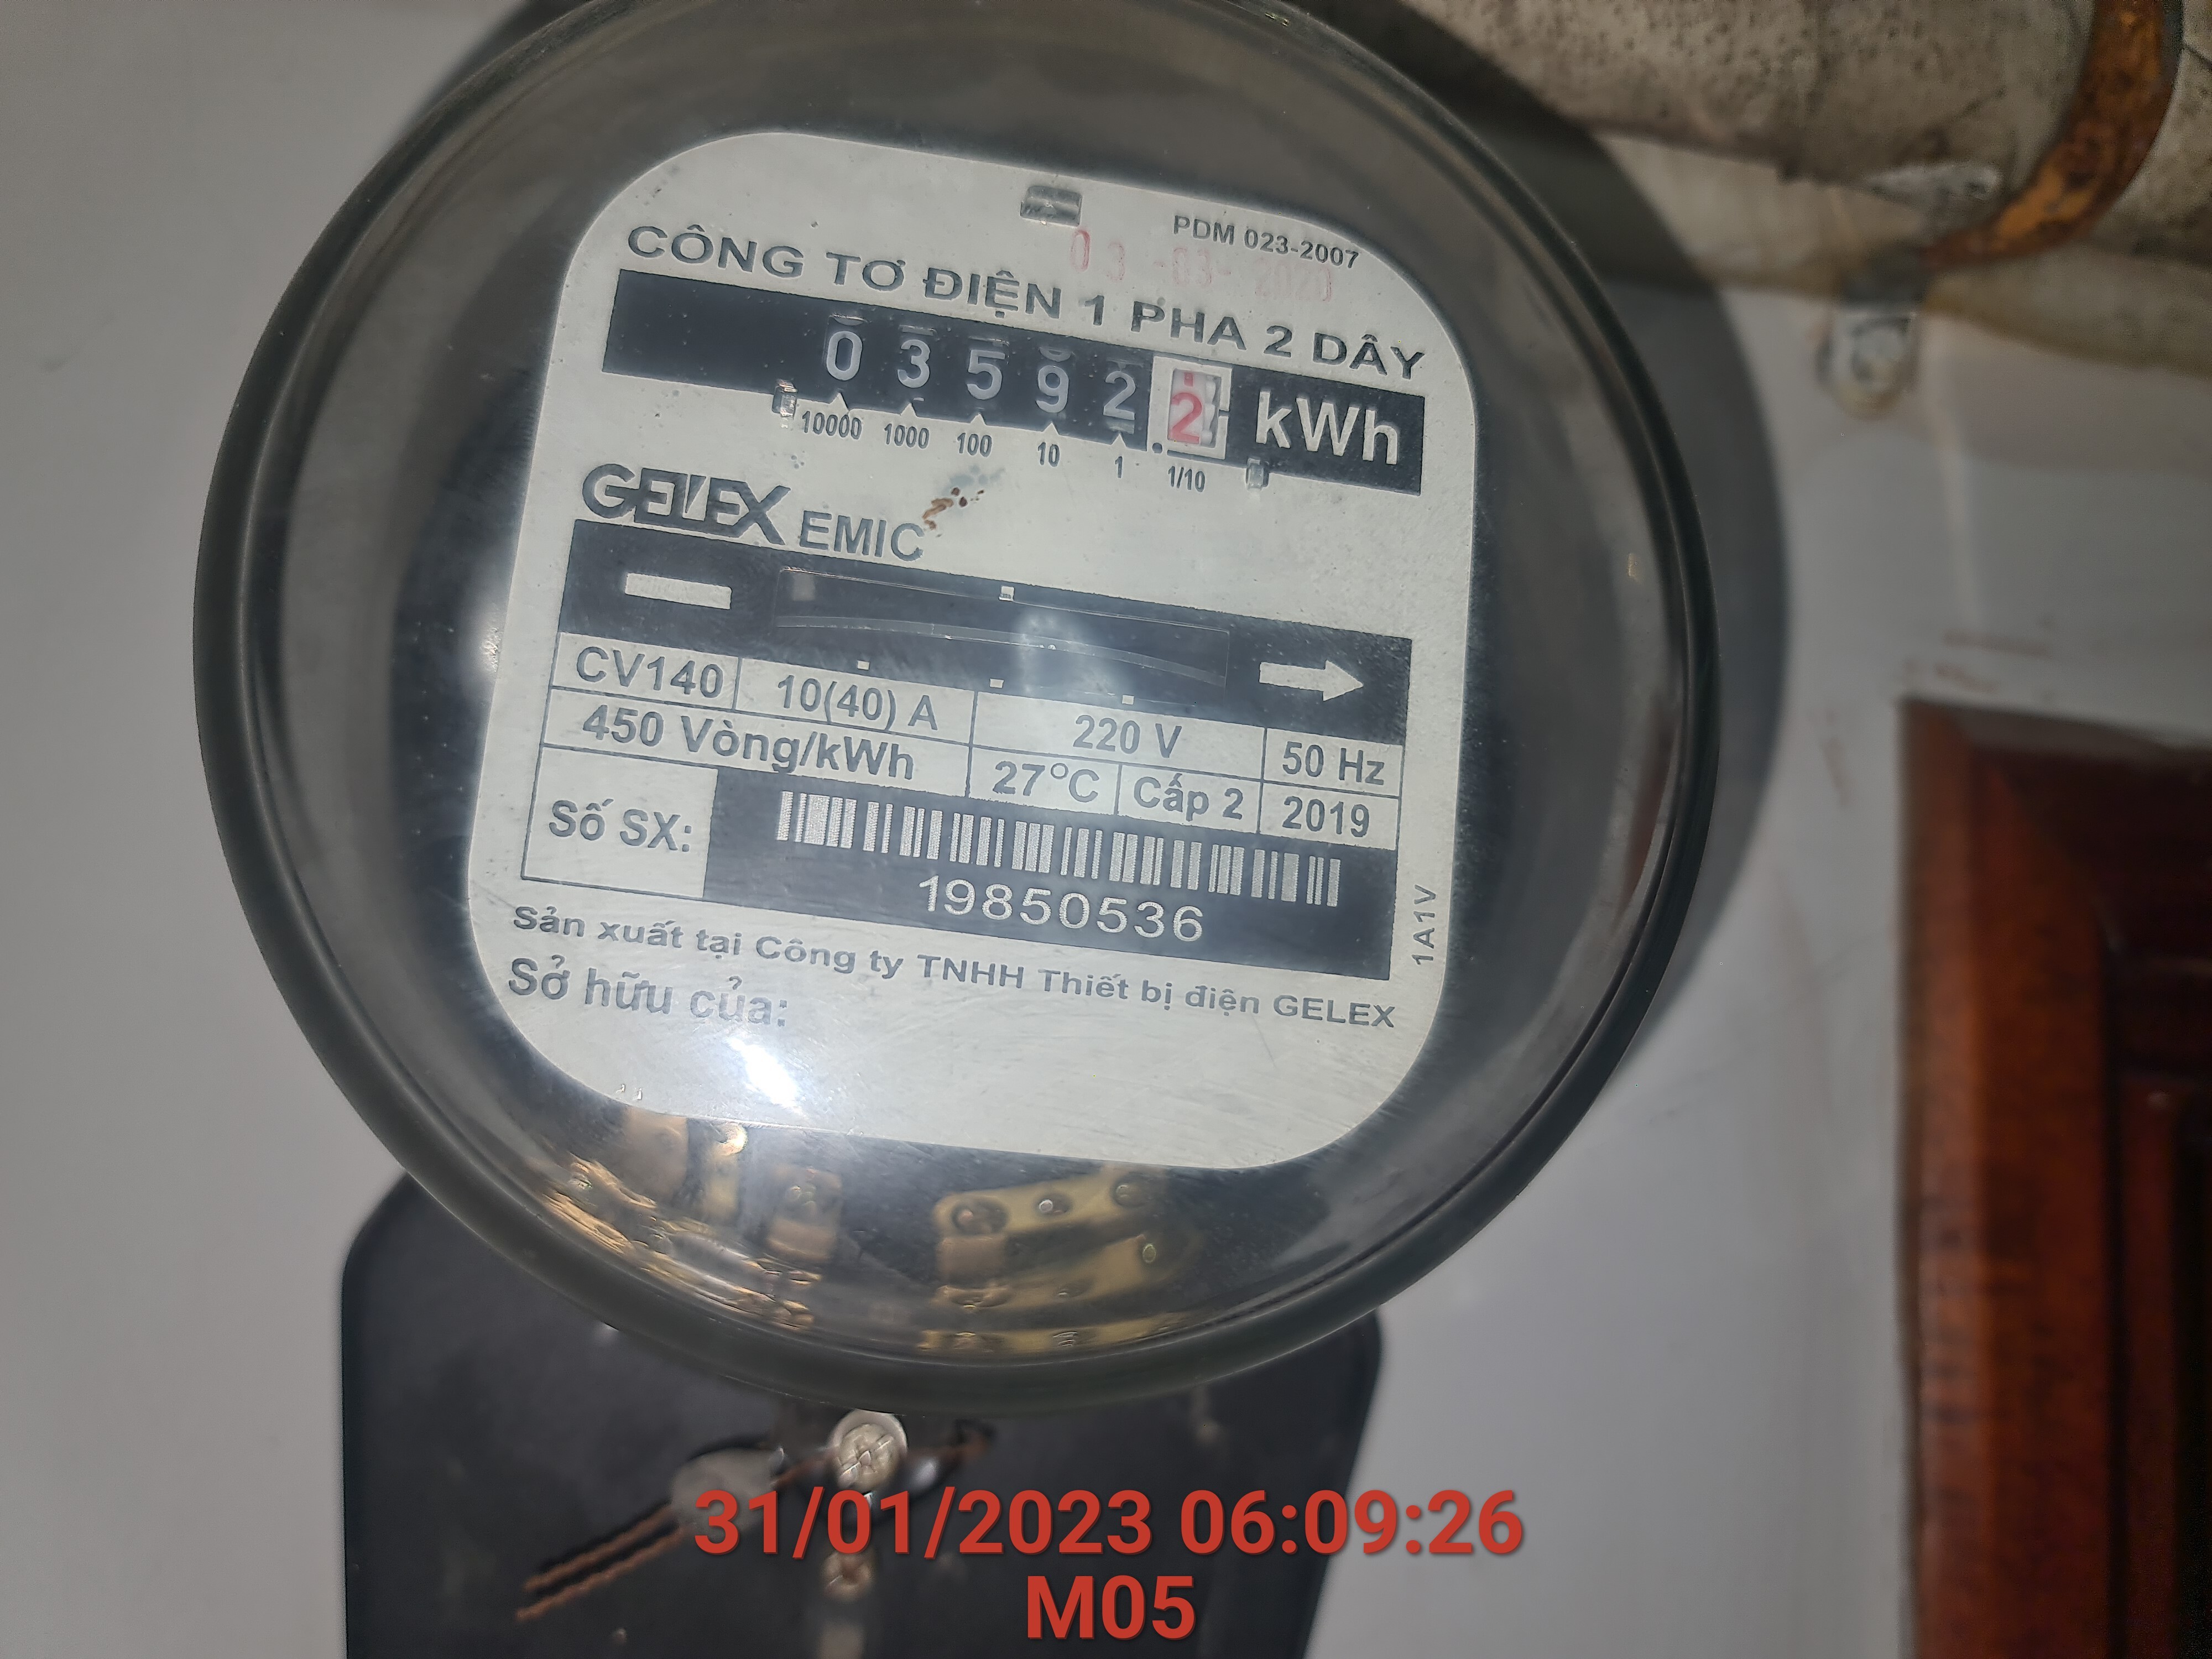 PDM 023-2007
03 -03- 2020
CÔNG TƠ ĐIỆN 1 PHA 2 DÂY
0 3 5 9 2 2 kWh
10000 1000 100 10 1 1/10
GELEX EMIC
CV140 10(40) A 220 V 50 Hz
450 Vòng/kWh 27°C Cấp 2 2019
Số SX:
19850536
1A1V
Sản xuất tại Công ty TNHH Thiết bị điện GELEX
Sở hữu của:
31/01/2023 06:09:26
M05